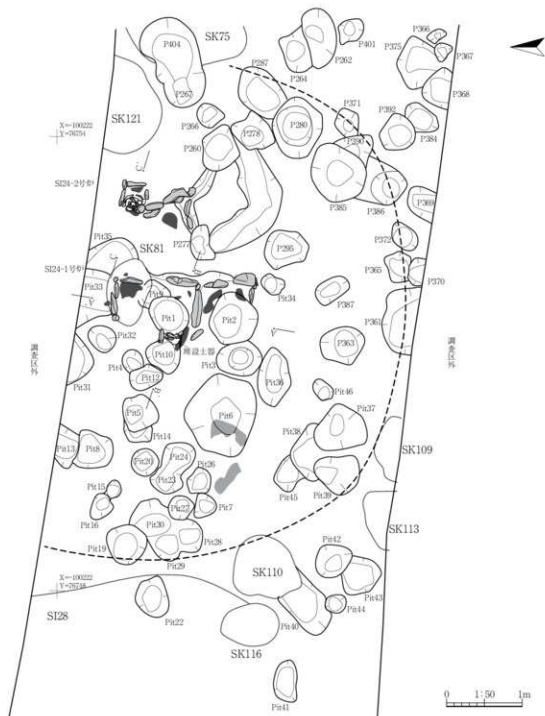 SK75
P404
P267
SK121
X=-100222
Y=76754
P266
P260
P287
P278
P280
P264
P262
P401
P366
P375
P367
P368
P371
P392
P384
P290
P385
P386
P369
P372
P365
P370
SI24-2号炉
P277
P295
SK81
Pit35
SI24-1号炉
Pit33
Pit9
Pit1
Pit2
Pit34
P387
P361
P363
Pit32
Pit4
Pit10
埋設土器
Pit3
Pit12
Pit36
Pit31
調査区外
調査区外
Pit5
Pit14
Pit6
Pit46
Pit37
Pit38
Pit13
Pit8
Pit20
Pit24
Pit26
Pit23
Pit45
Pit39
SK109
Pit15
Pit16
Pit27
Pit7
Pit30
Pit28
Pit19
Pit29
SK113
Pit42
SK110
Pit43
Pit44
X=-100222
Y=76748
SI28
Pit22
Pit40
SK116
Pit41
0 1:50 1m